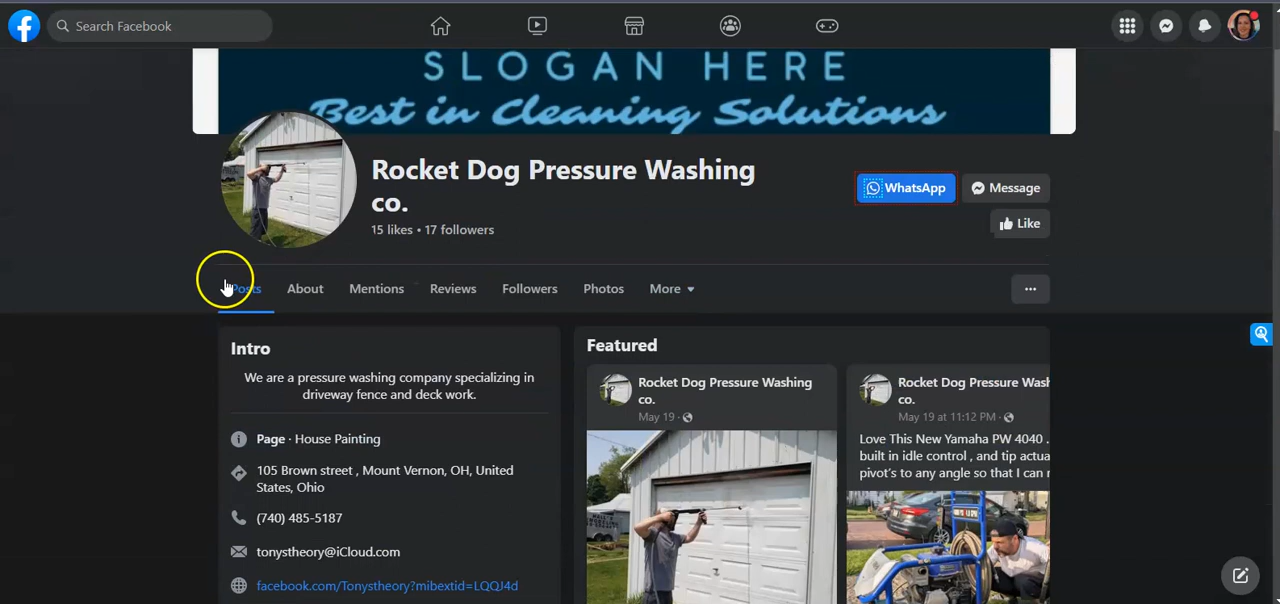 Search Facebook
SLOGAN HERE
Best in Cleaning Solutions
Rocket Dog Pressure Washing
co.
15 likes • 17 followers
WhatsApp
Message
Like
Posts
About
Mentions
Reviews
Followers
Photos
More
Intro
We are a pressure washing company specializing in
driveway fence and deck work.
Page · House Painting
105 Brown street , Mount Vernon, OH, United
States, Ohio
(740) 485-5187
tonystheory@iCloud.com
facebook.com/Tonystheory?mibextid=LQQJ4d
Featured
Rocket Dog Pressure Washing
co.
May 19 ·
Rocket Dog Pressure Wash
co.
May 19 at 11:12 PM ·
Love This New Yamaha PW 4040 .
built in idle control , and tip actua
pivot's to any angle so that I can r